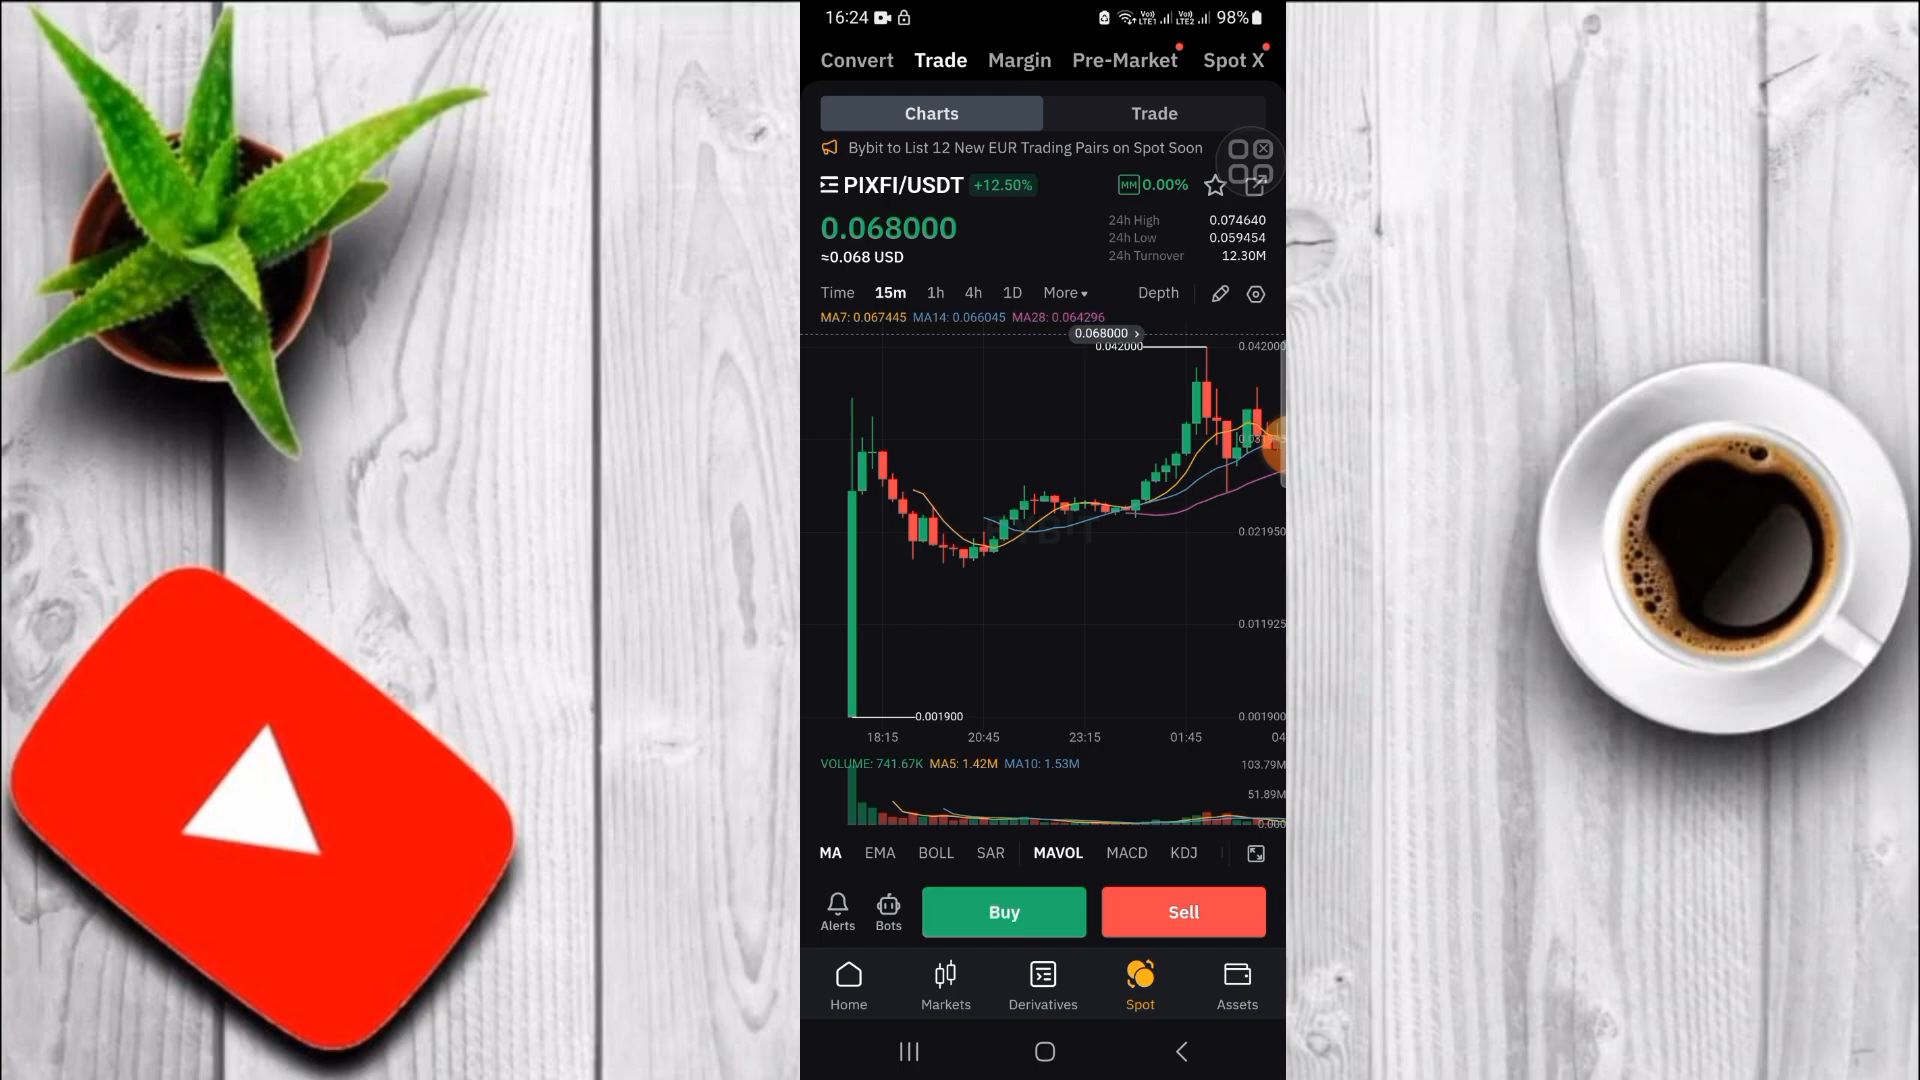 16:24 98%
Convert Trade Margin Pre-Market Spot X
Charts Trade
Bybit to List 12 New EUR Trading Pairs on Spot Soon
PIXFI/USDT +12.50% MM 0.00%
0.068000
≈0.068 USD
24h High 0.074640
24h Low 0.059454
24h Turnover 12.30M
Time 15m 1h 4h 1D More Depth
MA7: 0.067445 MA14: 0.066045 MA28: 0.064296
0.068000 >
0.042000 0.042000
0.021950
0.011925
0.001900 0.001900
18:15 20:45 23:15 01:45 04
VOLUME: 741.67K MA5: 1.42M MA10: 1.53M 103.79M
51.89M
0.000
MA EMA BOLL SAR MAVOL MACD KDJ
Alerts Bots Buy Sell
Home Markets Derivatives Spot Assets